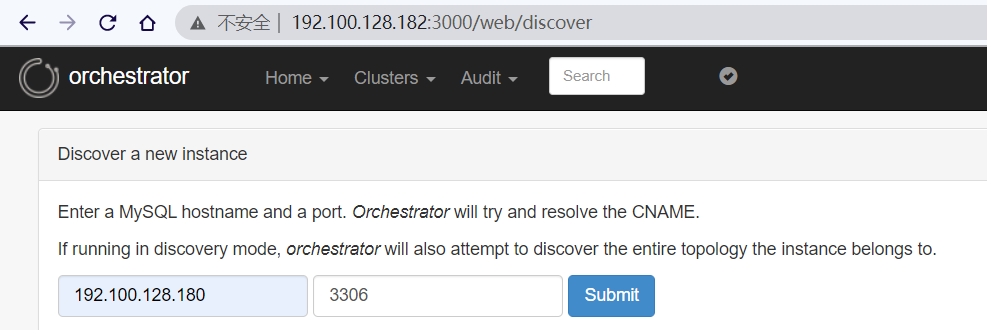 不安全 | 192.100.128.182:3000/web/discover
orchestrator Home Clusters Audit Search
Discover a new instance
Enter a MySQL hostname and a port. Orchestrator will try and resolve the CNAME.
If running in discovery mode, orchestrator will also attempt to discover the entire topology the instance belongs to.
192.100.128.180 3306 Submit